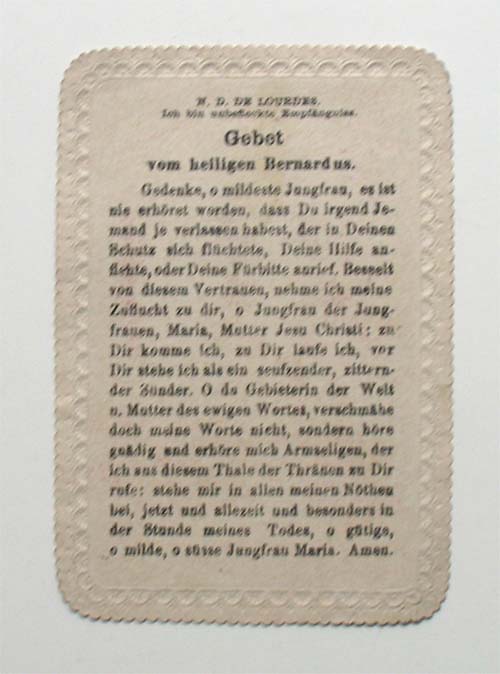 N. D. DE LOURDES.
Ich bin unbefleckte Empfängniss.
Gebet
vom heiligen Bernardus.
Gedenke, o mildeste Jungfrau, es ist
nie erhöret worden, dass Du irgend Je-
mand je verlassen habest, der in Deinen
Schutz sich flüchtete, Deine Hilfe an-
flehte, oder Deine Fürbitte anrief. Beseelt
von diesem Vertrauen, nehme ich meine
Zuflucht zu dir, o Jungfrau der Jung-
frauen, Maria, Mutter Jesu Christi: zu
Dir komme ich, zu Dir laufe ich, vor
Dir stehe ich als ein seufzender, zittern-
der Sünder. O du Gebieterin der Welt
u. Mutter des ewigen Wortes, verschmähe
doch meine Worte nicht, sondern höre
gnädig und erhöre mich Armseligen, der
ich aus diesem Thale der Thränen zu Dir
rufe: stehe mir in allen meinen Nöthen
bei, jetzt und allezeit und besonders in
der Stunde meines Todes, o gütige,
o milde, o süsse Jungfrau Maria. Amen.